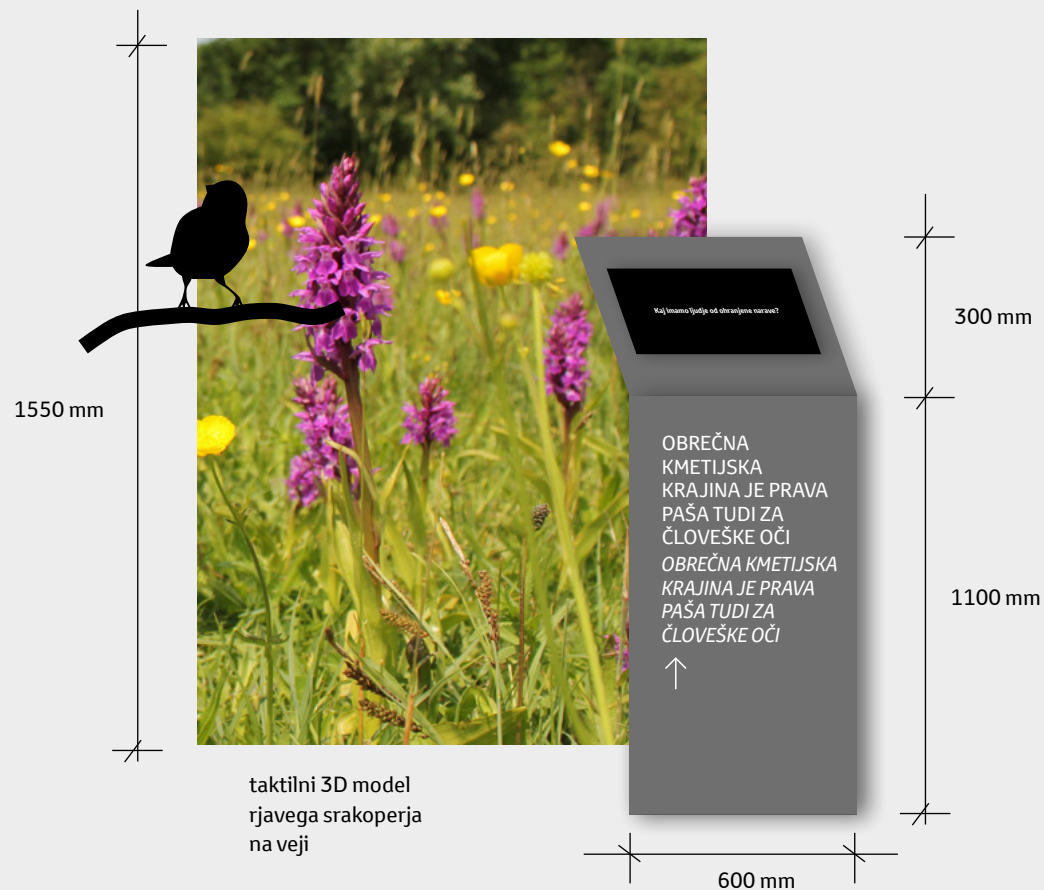 Kaj imamo ljudje od ohranjene narave?
300 mm
1550 mm
OBREČNA
KMETIJSKA
KRAJINA JE PRAVA
PAŠA TUDI ZA
ČLOVEŠKE OČI
OBREČNA KMETIJSKA
KRAJINA JE PRAVA
PAŠA TUDI ZA
ČLOVEŠKE OČI
1100 mm
taktilni 3D model
rjavega srakoperja
na veji
600 mm